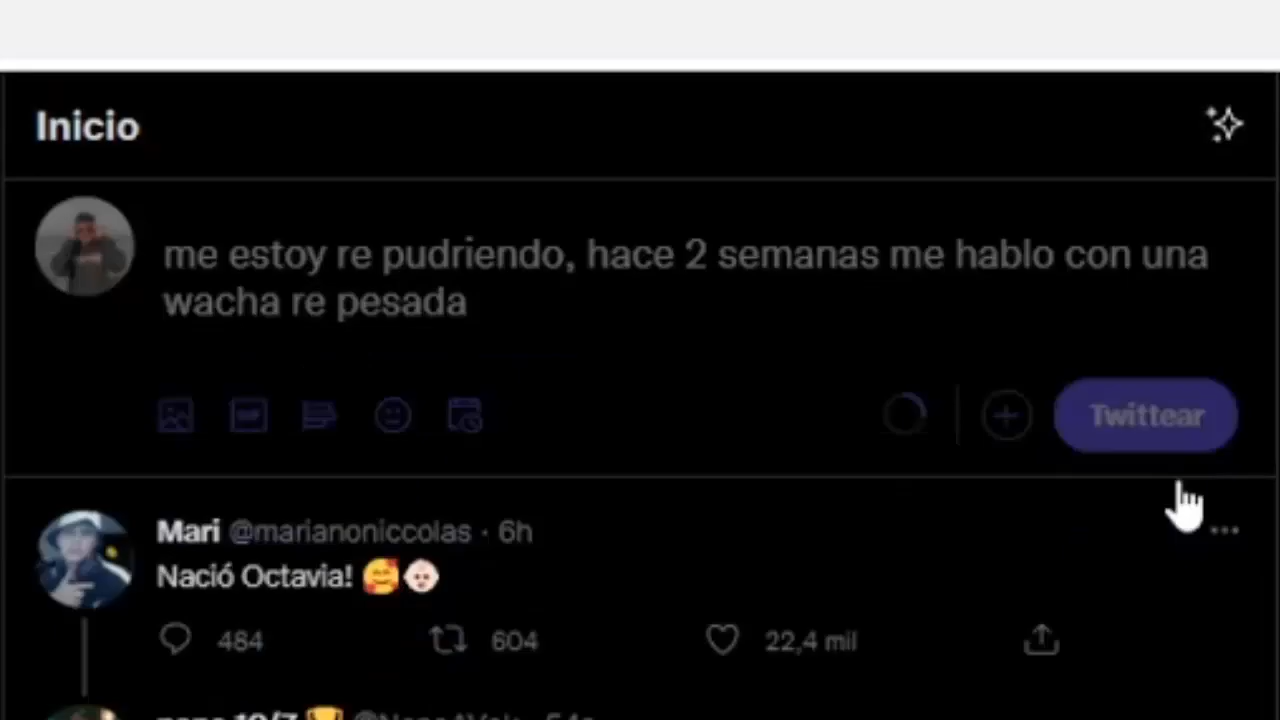 Inicio
me estoy re pudriendo, hace 2 semanas me hablo con una
wacha re pesada
Twittear
Mari @marianoniccolas · 6h
Nació Octavia! 🥰👶🏻
484 604 22,4 mil